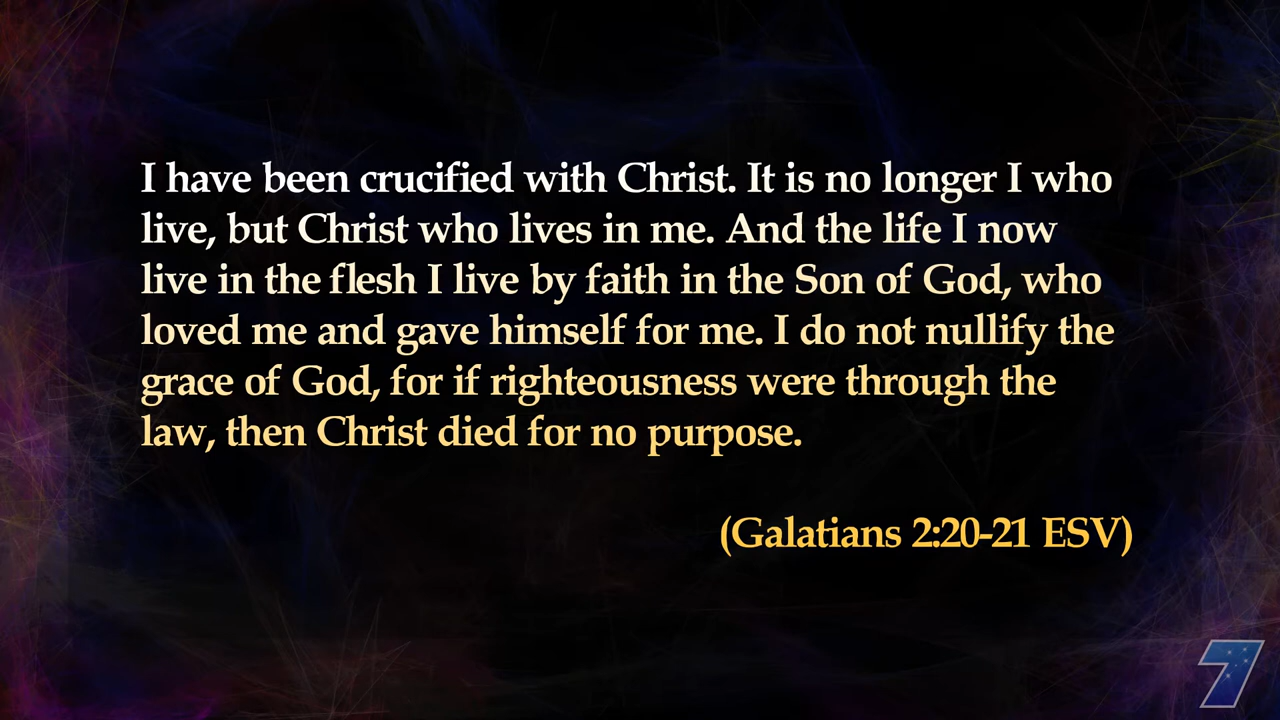 I have been crucified with Christ. It is no longer I who
live, but Christ who lives in me. And the life I now
live in the flesh I live by faith in the Son of God, who
loved me and gave himself for me. I do not nullify the
grace of God, for if righteousness were through the
law, then Christ died for no purpose.
(Galatians 2:20-21 ESV)
7